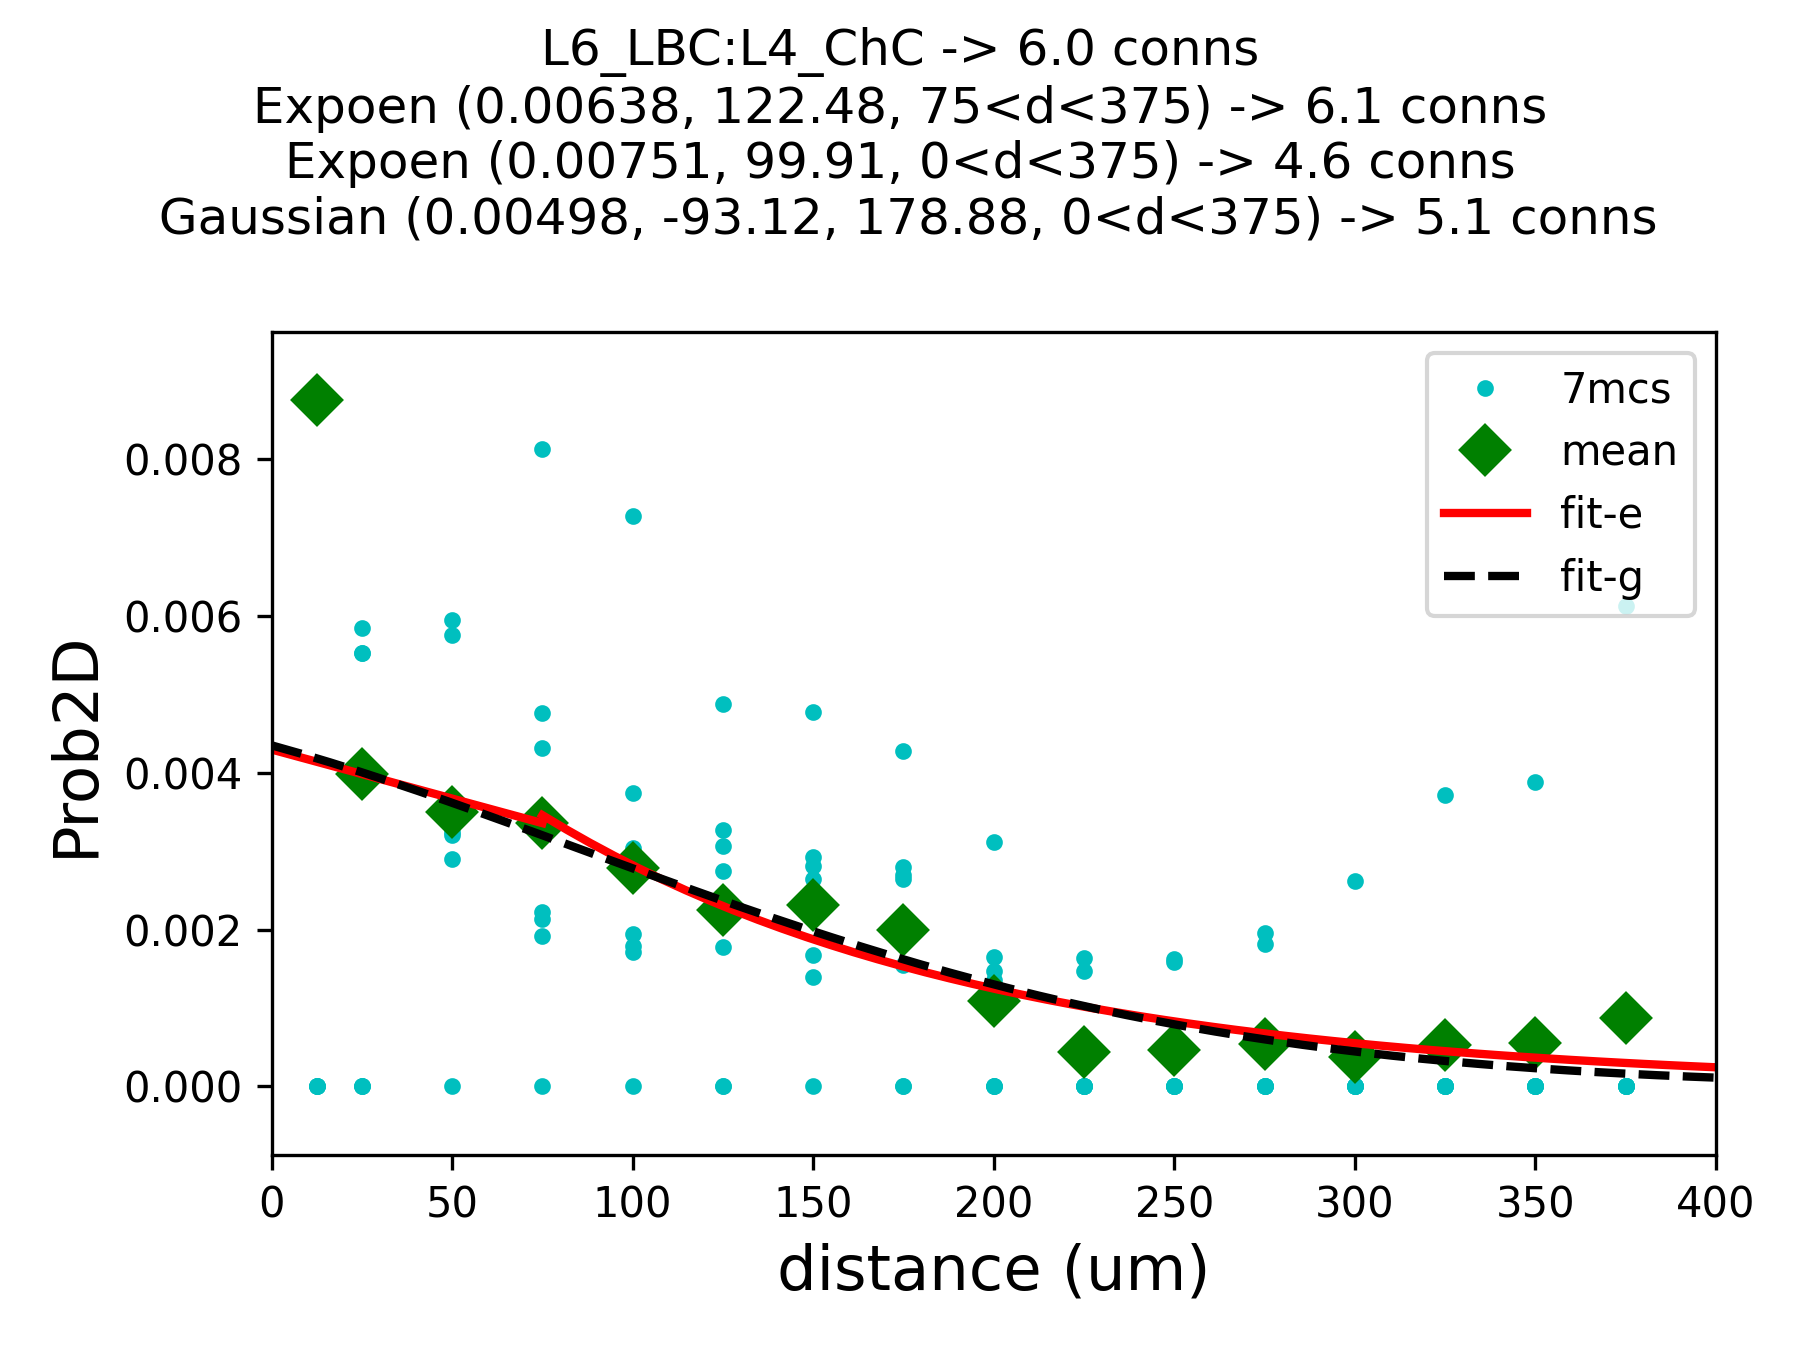 L6_LBC:L4_ChC -> 6.0 conns
Expoen (0.00638, 122.48, 75<d<375) -> 6.1 conns
Expoen (0.00751, 99.91, 0<d<375) -> 4.6 conns
Gaussian (0.00498, -93.12, 178.88, 0<d<375) -> 5.1 conns
7mcs
mean
fit-e
fit-g
Prob2D
0.008
0.006
0.004
0.002
0.000
0 50 100 150 200 250 300 350 400
distance (um)